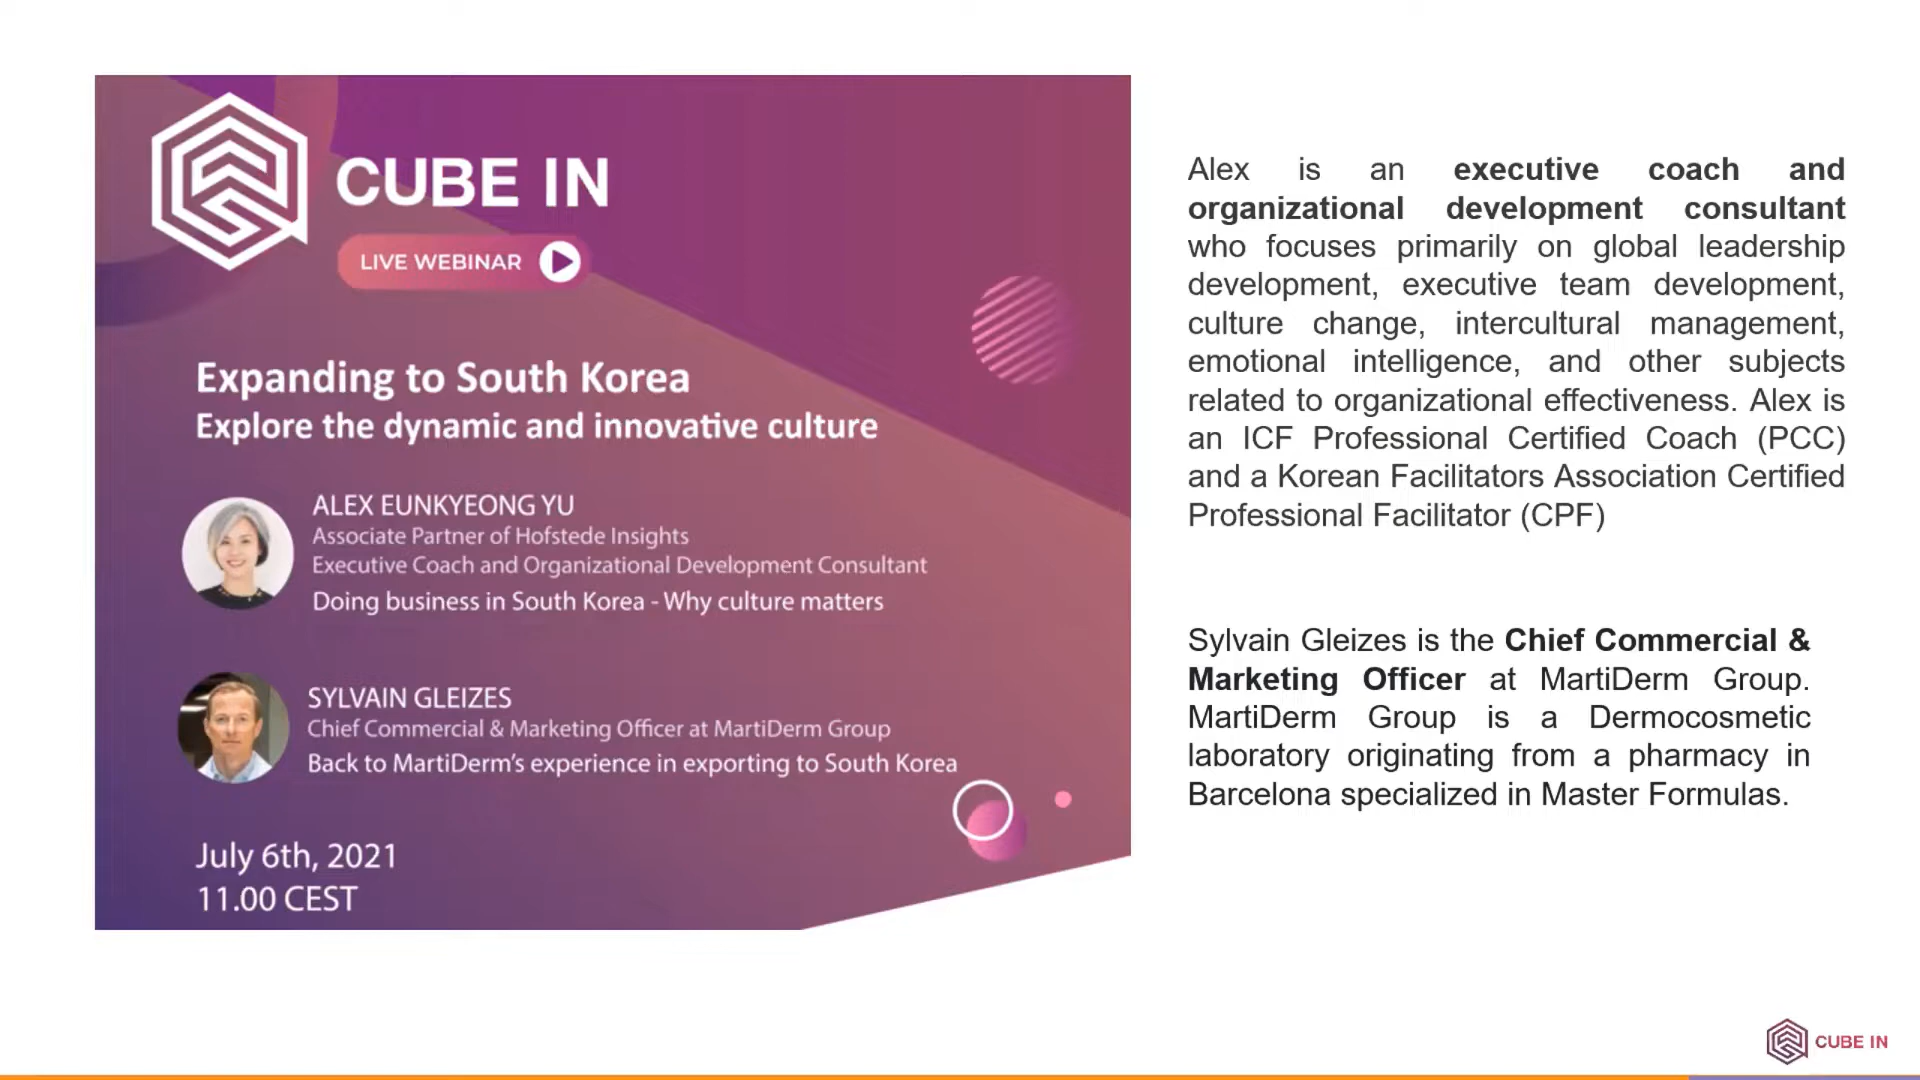 CUBE IN
LIVE WEBINAR
Expanding to South Korea
Explore the dynamic and innovative culture
ALEX EUNKYEONG YU
Associate Partner of Hofstede Insights
Executive Coach and Organizational Development Consultant
Doing business in South Korea - Why culture matters
SYLVAIN GLEIZES
Chief Commercial & Marketing Officer at MartiDerm Group
Back to MartiDerm's experience in exporting to South Korea
July 6th, 2021
11.00 CEST
Alex is an executive coach and
organizational development consultant
who focuses primarily on global leadership
development, executive team development,
culture change, intercultural management,
emotional intelligence, and other subjects
related to organizational effectiveness. Alex is
an ICF Professional Certified Coach (PCC)
and a Korean Facilitators Association Certified
Professional Facilitator (CPF)
Sylvain Gleizes is the Chief Commercial &
Marketing Officer at MartiDerm Group.
MartiDerm Group is a Dermocosmetic
laboratory originating from a pharmacy in
Barcelona specialized in Master Formulas.
CUBE IN